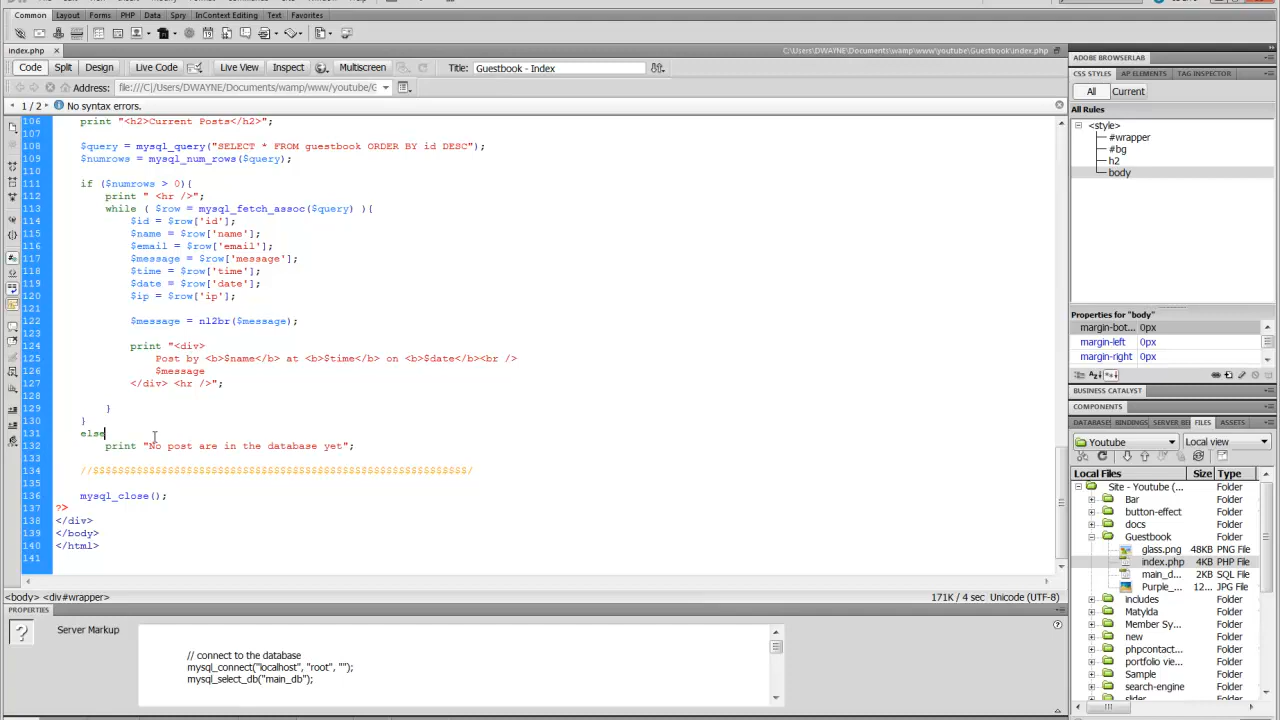 Common Layout Forms PHP Data Spry InContext Editing Text Favorites
index.php × C:\Users\DWAYNE\Documents\wamp\www\youtube\Guestbook\index.php
Code Split Design Live Code Live View Inspect Multiscreen Title: Guestbook - Index
Address: file:///C|/Users/DWAYNE/Documents/wamp/www/youtube/G
1 / 2 No syntax errors.
106 print "<h2>Current Posts</h2>";
107
108 $query = mysql_query("SELECT * FROM guestbook ORDER BY id DESC");
109 $numrows = mysql_num_rows($query);
110
111 if ($numrows > 0){
112 print " <hr />";
113 while ( $row = mysql_fetch_assoc($query) ){
114 $id = $row['id'];
115 $name = $row['name'];
116 $email = $row['email'];
117 $message = $row['message'];
118 $time = $row['time'];
119 $date = $row['date'];
120 $ip = $row['ip'];
121
122 $message = nl2br($message);
123
124 print "<div>
125 Post by <b>$name</b> at <b>$time</b> on <b>$date</b><br />
126 $message
127 </div> <hr />";
128
129 }
130 }
131 else
132 print "No post are in the database yet";
133
134
135
136 mysql_close();
137 ?>
138 </div>
139 </body>
140 </html>
141
<body> <div#wrapper> 171K / 4 sec Unicode (UTF-8)
PROPERTIES
Server Markup
// connect to the database
mysql_connect("localhost", "root", "");
mysql_select_db("main_db");
ADOBE BROWSERLAB
CSS STYLES AP ELEMENTS TAG INSPECTOR
All Current
All Rules
<style>
#wrapper
#bg
h2
body
Properties for "body"
margin-bot... 0px
margin-left 0px
margin-right 0px
BUSINESS CATALYST
COMPONENTS
DATABASE BINDINGS SERVER BE FILES ASSETS
Youtube Local view
Local Files Size Type
Site - Youtube (... Folder
Bar Folder
button-effect Folder
docs Folder
Guestbook Folder
glass.png 48KB PNG File
index.php 4KB PHP File
main_d... 2KB SQL File
Purple_... 12... JPG File
includes Folder
Matylda Folder
Member Sy... Folder
new Folder
phpcontact... Folder
portfolio vie... Folder
Sample Folder
search-engine Folder
slider Folder